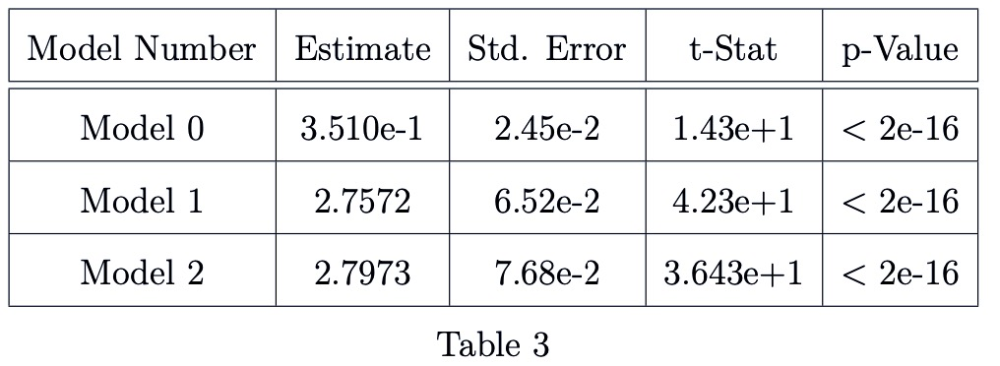 Model Number Estimate Std. Error t-Stat p-Value
Model 0 3.510e-1 2.45e-2 1.43e+1 < 2e-16
Model 1 2.7572 6.52e-2 4.23e+1 < 2e-16
Model 2 2.7973 7.68e-2 3.643e+1 < 2e-16
Table 3